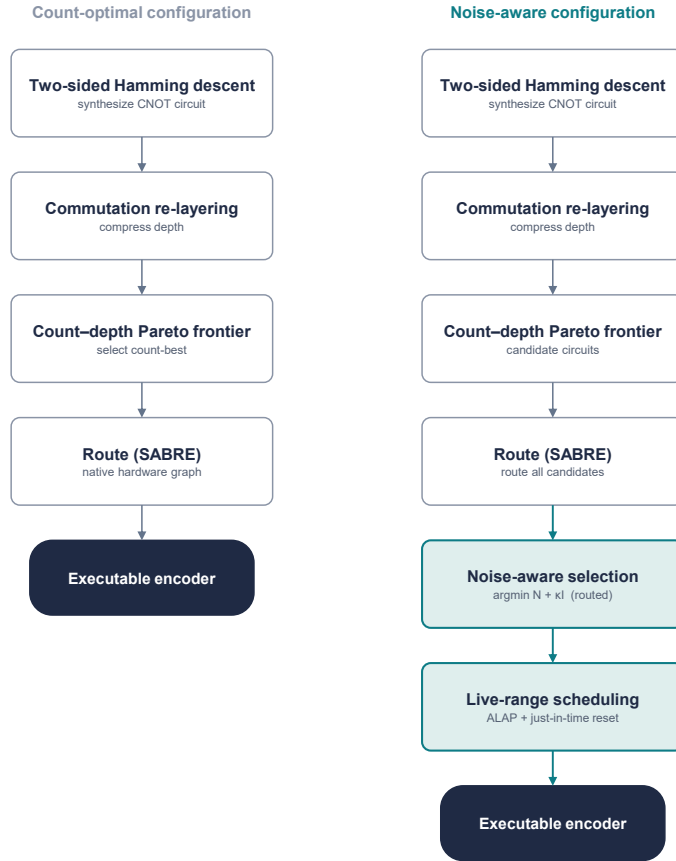 Count-optimal configuration
Two-sided Hamming descent
synthesize CNOT circuit
Commutation re-layering
compress depth
Count–depth Pareto frontier
select count-best
Route (SABRE)
native hardware graph
Executable encoder
Noise-aware configuration
Two-sided Hamming descent
synthesize CNOT circuit
Commutation re-layering
compress depth
Count–depth Pareto frontier
candidate circuits
Route (SABRE)
route all candidates
Noise-aware selection
argmin N + κI (routed)
Live-range scheduling
ALAP + just-in-time reset
Executable encoder